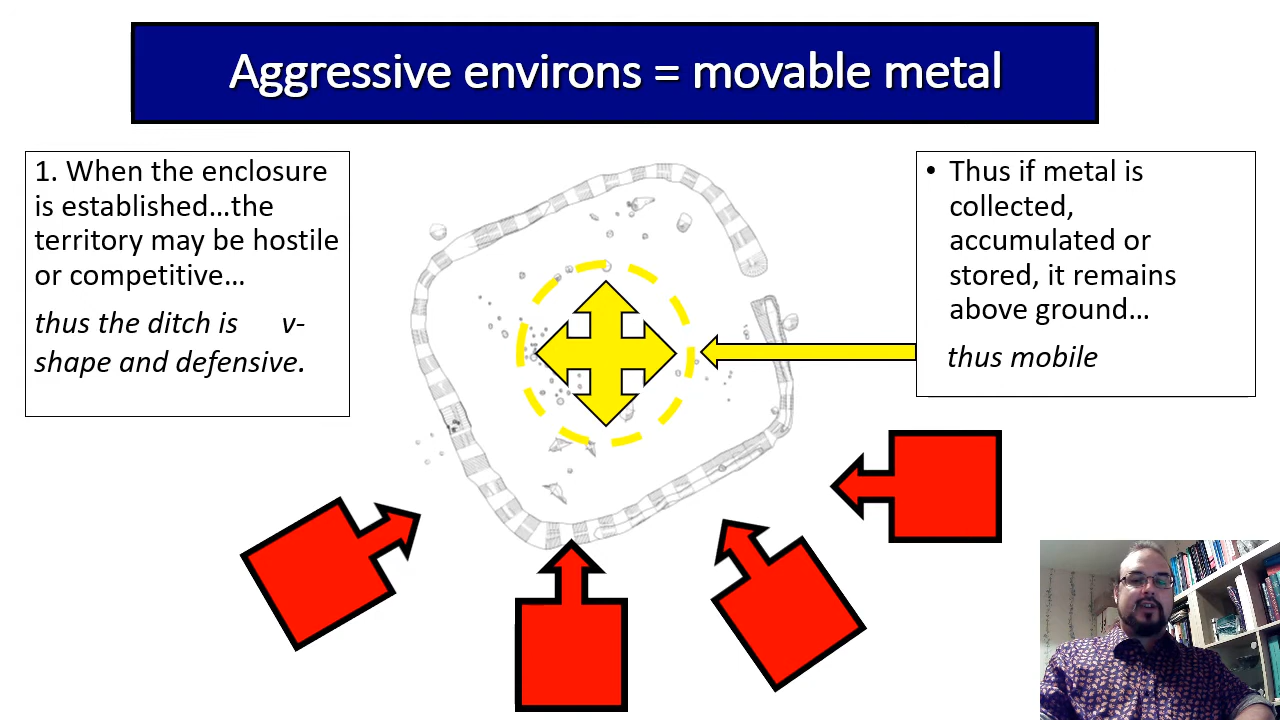 Aggressive environs = movable metal
1. When the enclosure
is established…the
territory may be hostile
or competitive…
thus the ditch is v-
shape and defensive.
• Thus if metal is
collected,
accumulated or
stored, it remains
above ground…
thus mobile